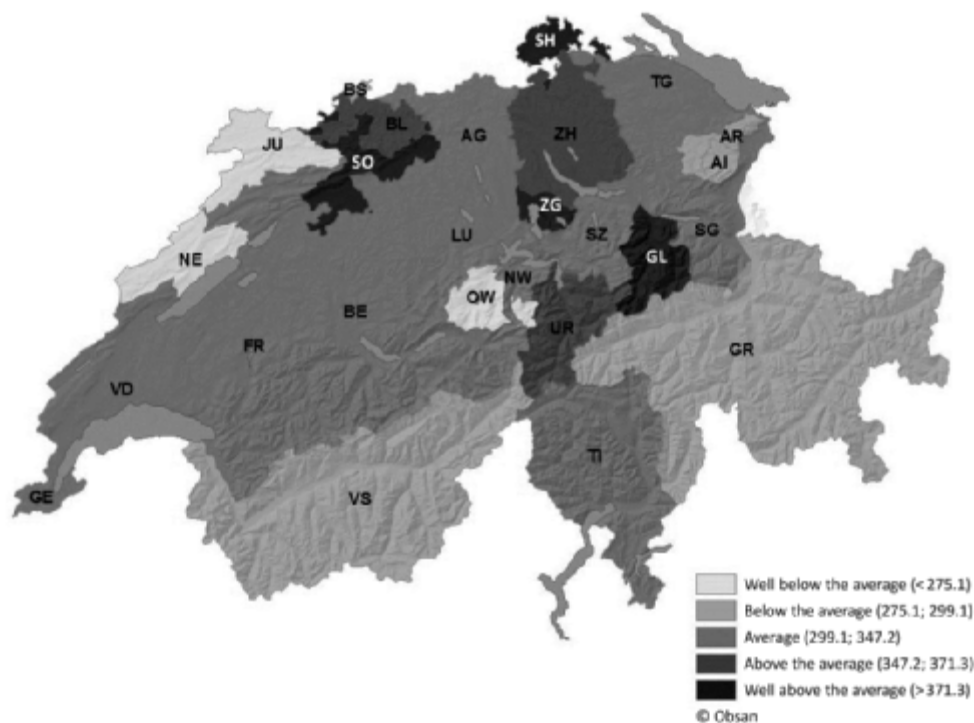 SH
TG
BS
BL
AG
ZH
AR
JU
SO
AI
ZG
LU
SZ
SG
NE
GL
NW
OW
BE
UR
FR
GR
VD
TI
GE
VS
Well below the average (<275.1)
Below the average (275.1; 299.1)
Average (299.1; 347.2)
Above the average (347.2; 371.3)
Well above the average (>371.3)
© Obsan